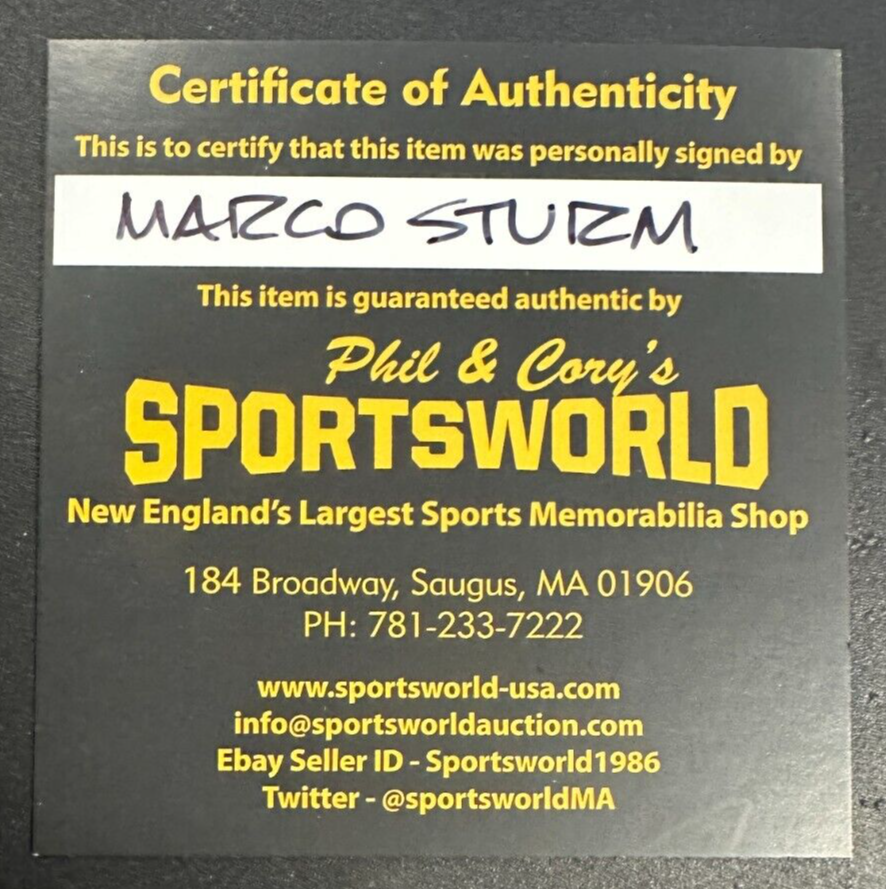 Certificate of Authenticity
This is to certify that this item was personally signed by
MARCO STURM
This item is guaranteed authentic by
Phil & Cory's
SPORTSWORLD
New England's Largest Sports Memorabilia Shop
184 Broadway, Saugus, MA 01906
PH: 781-233-7222
www.sportsworld-usa.com
info@sportsworldauction.com
Ebay Seller ID - Sportsworld1986
Twitter - @sportsworldMA